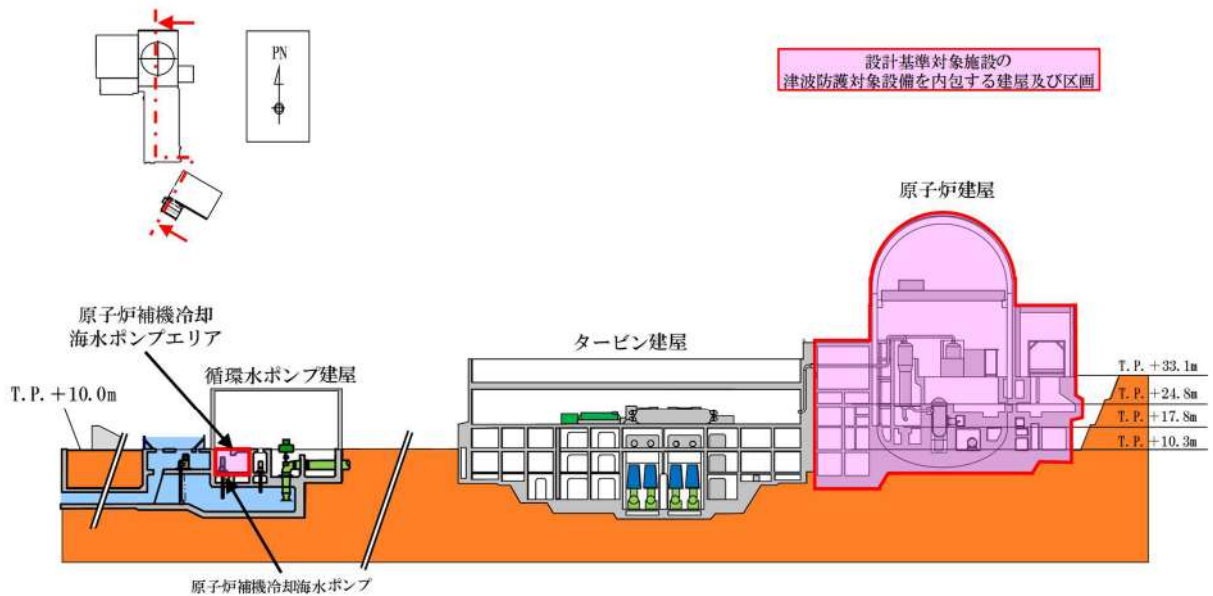 PN
設計基準対象施設の
津波防護対象設備を内包する建屋及び区画
原子炉建屋
原子炉補機冷却
海水ポンプエリア
タービン建屋
循環水ポンプ建屋
T.P. +10.0m
T.P. +33.1m
T.P. +24.8m
T.P. +17.8m
T.P. +10.3m
原子炉補機冷却海水ポンプ